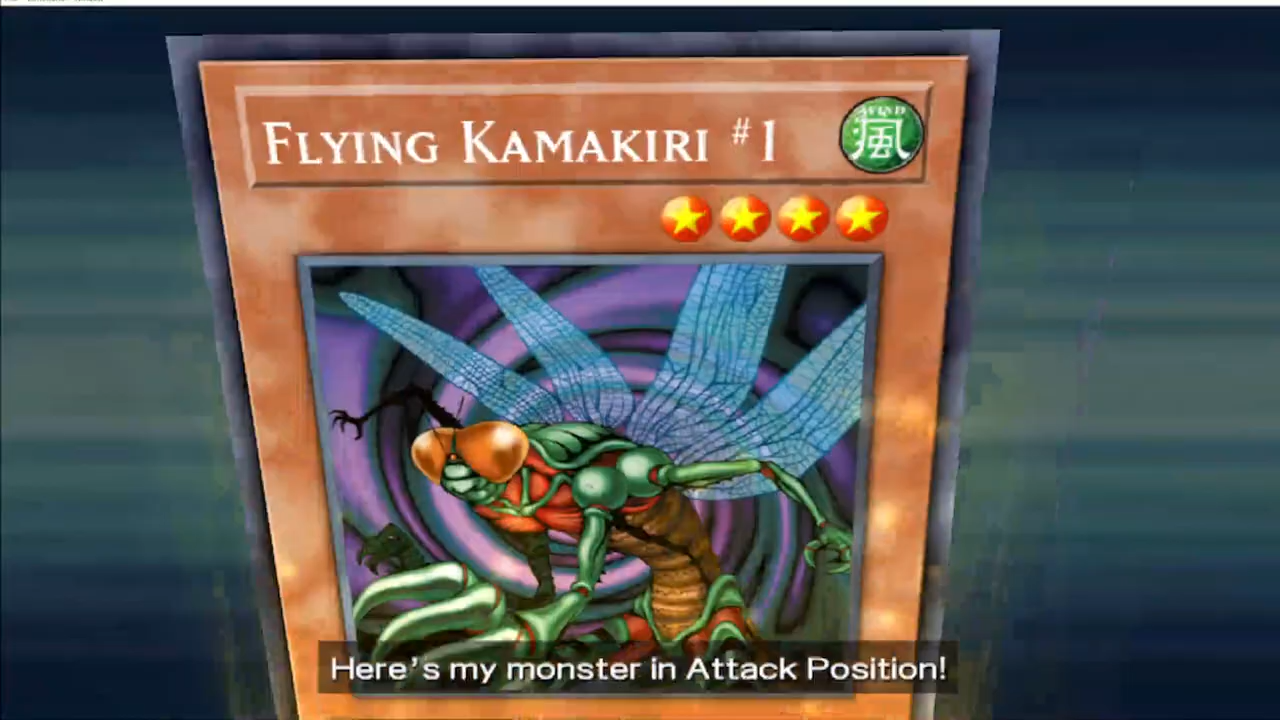 FLYING KAMAKIRI #1
WIND
風
Here's my monster in Attack Position!